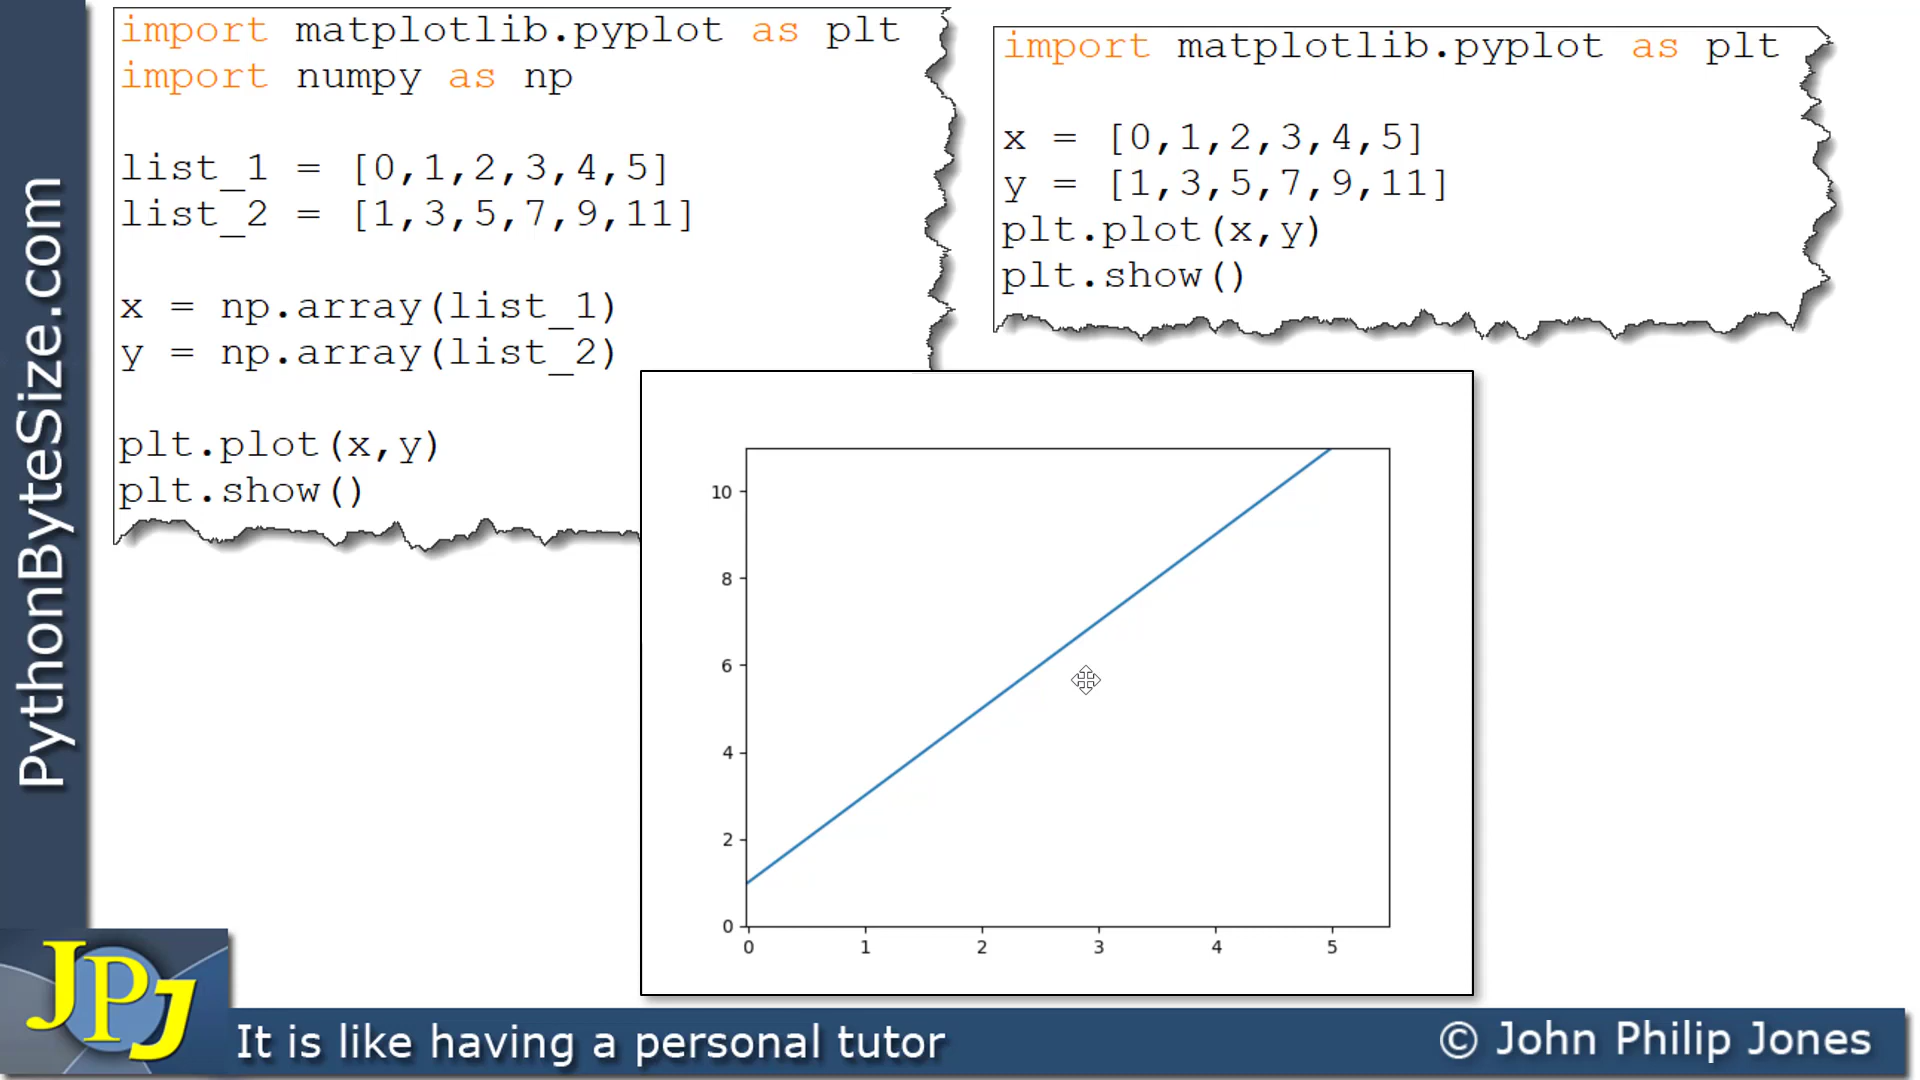 PythonByteSize.com
import matplotlib.pyplot as plt
import numpy as np
list_1 = [0,1,2,3,4,5]
list_2 = [1,3,5,7,9,11]
x = np.array(list_1)
y = np.array(list_2)
plt.plot(x,y)
plt.show()
import matplotlib.pyplot as plt
x = [0,1,2,3,4,5]
y = [1,3,5,7,9,11]
plt.plot(x,y)
plt.show()
10
8
6
4
2
0
0 1 2 3 4 5
JPJ
It is like having a personal tutor
© John Philip Jones